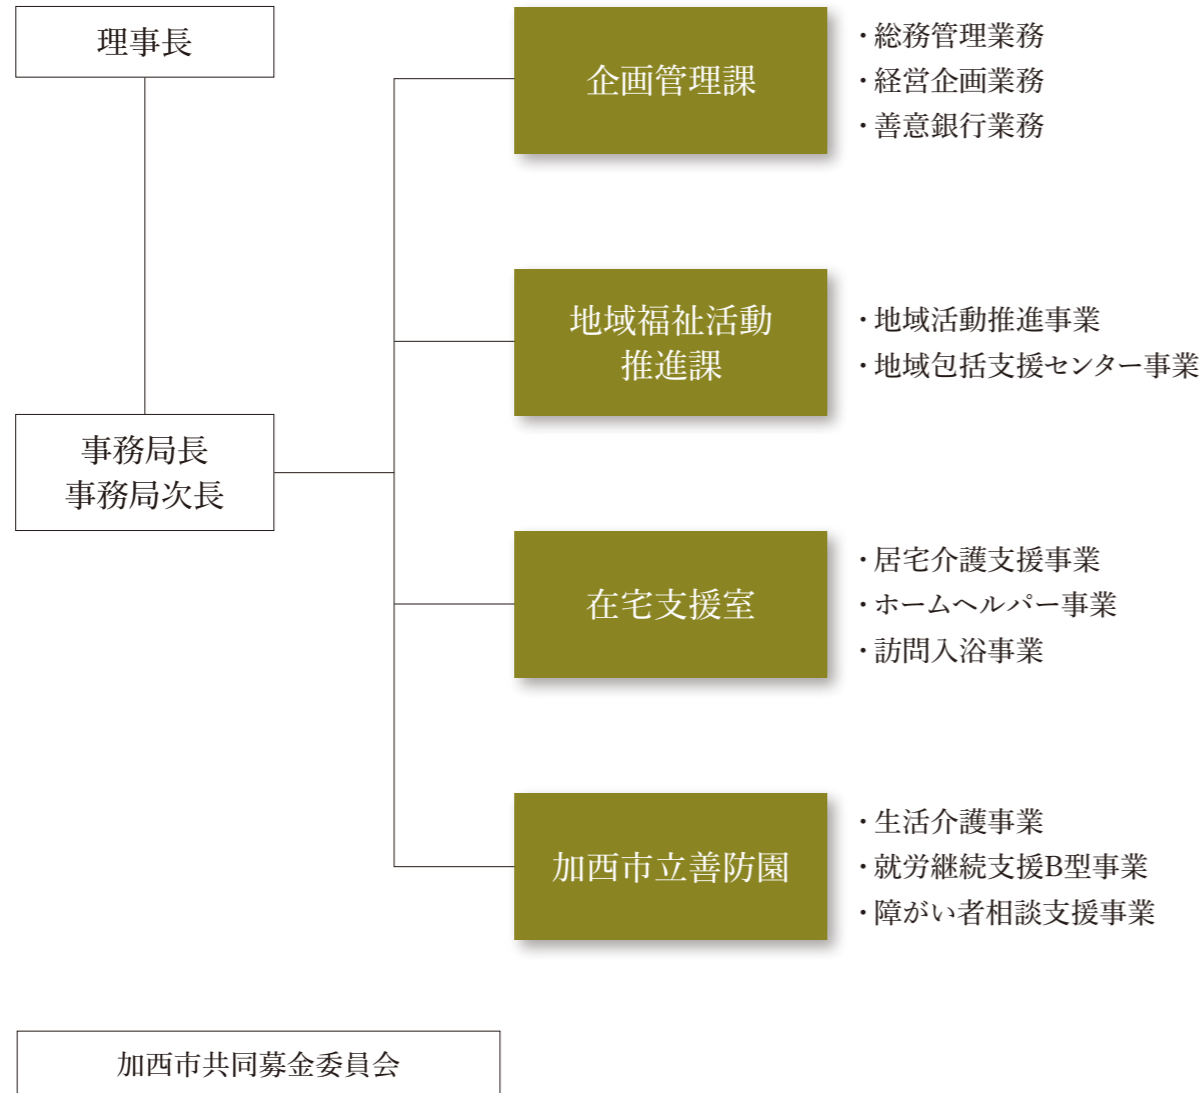 理事長
事務局長
事務局次長
企画管理課
・総務管理業務
・経営企画業務
・善意銀行業務
地域福祉活動
推進課
・地域活動推進事業
・地域包括支援センター事業
在宅支援室
・居宅介護支援事業
・ホームヘルパー事業
・訪問入浴事業
加西市立善防園
・生活介護事業
・就労継続支援B型事業
・障がい者相談支援事業
加西市共同募金委員会